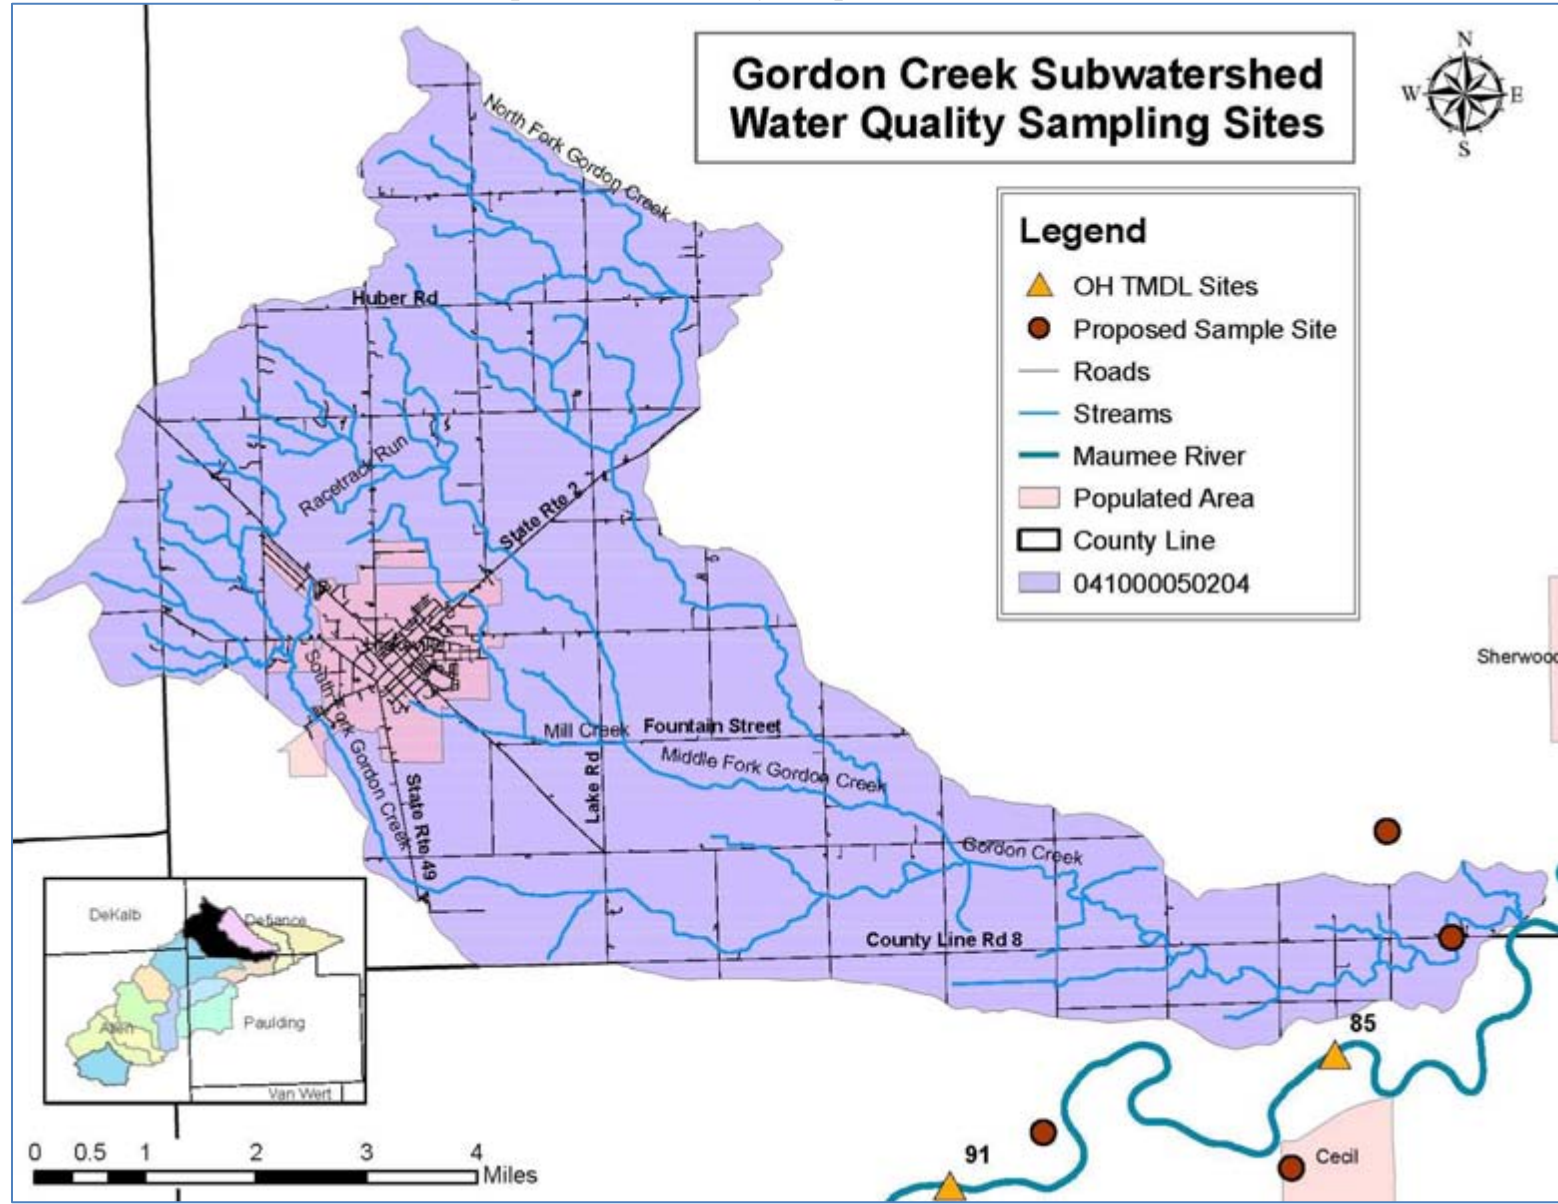 Gordon Creek Subwatershed
Water Quality Sampling Sites
N
W E
S
Legend
OH TMDL Sites
Proposed Sample Site
Roads
Streams
Maumee River
Populated Area
County Line
041000050204
North Fork Gordon Creek
Huber Rd
Racetrack Run
State Rte 2
South Fork Gordon Creek
Mill Creek
Fountain Street
Middle Fork Gordon Creek
Lake Rd
State Rte 49
Gordon Creek
County Line Rd 8
Sherwood
85
91
Cecil
DeKalb
Defiance
Allen
Paulding
Van Wert
0 0.5 1 2 3 4
Miles